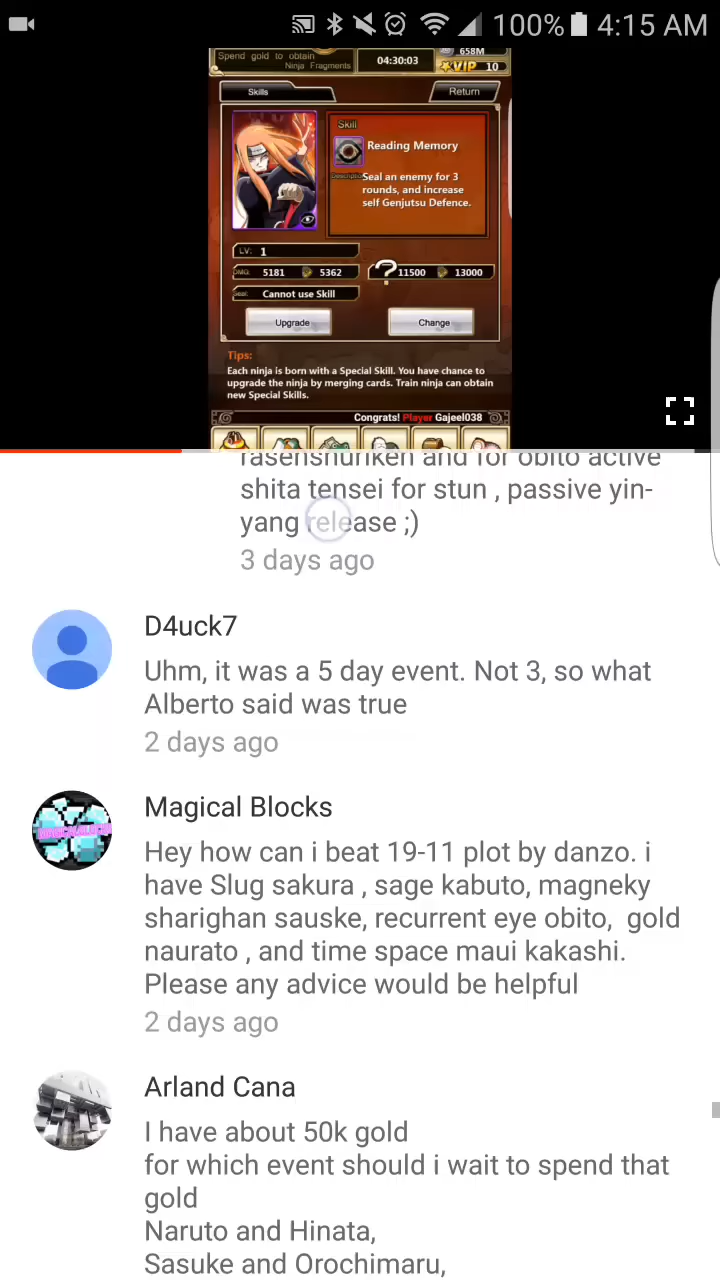 100% 4:15 AM
Spend gold to obtain
Ninja Fragments
04:30:03
658M
VIP 10
Skills
Return
Skill
Reading Memory
Seal an enemy for 3
rounds, and increase
self Genjutsu Defence.
LV: 1
5181 5362
? 11500 13000
Cannot use Skill
Upgrade
Change
Tips:
Each ninja is born with a Special Skill. You have chance to
upgrade the ninja by merging cards. Train ninja can obtain
new Special Skills.
Congrats! Player Gajeel038
rasenshuriken and for obito active
shita tensei for stun , passive yin-
yang release ;)
3 days ago
D4uck7
Uhm, it was a 5 day event. Not 3, so what
Alberto said was true
2 days ago
Magical Blocks
Hey how can i beat 19-11 plot by danzo. i
have Slug sakura , sage kabuto, magneky
sharighan sauske, recurrent eye obito,  gold
naurato , and time space maui kakashi.
Please any advice would be helpful
2 days ago
Arland Cana
I have about 50k gold
for which event should i wait to spend that
gold
Naruto and Hinata,
Sasuke and Orochimaru,